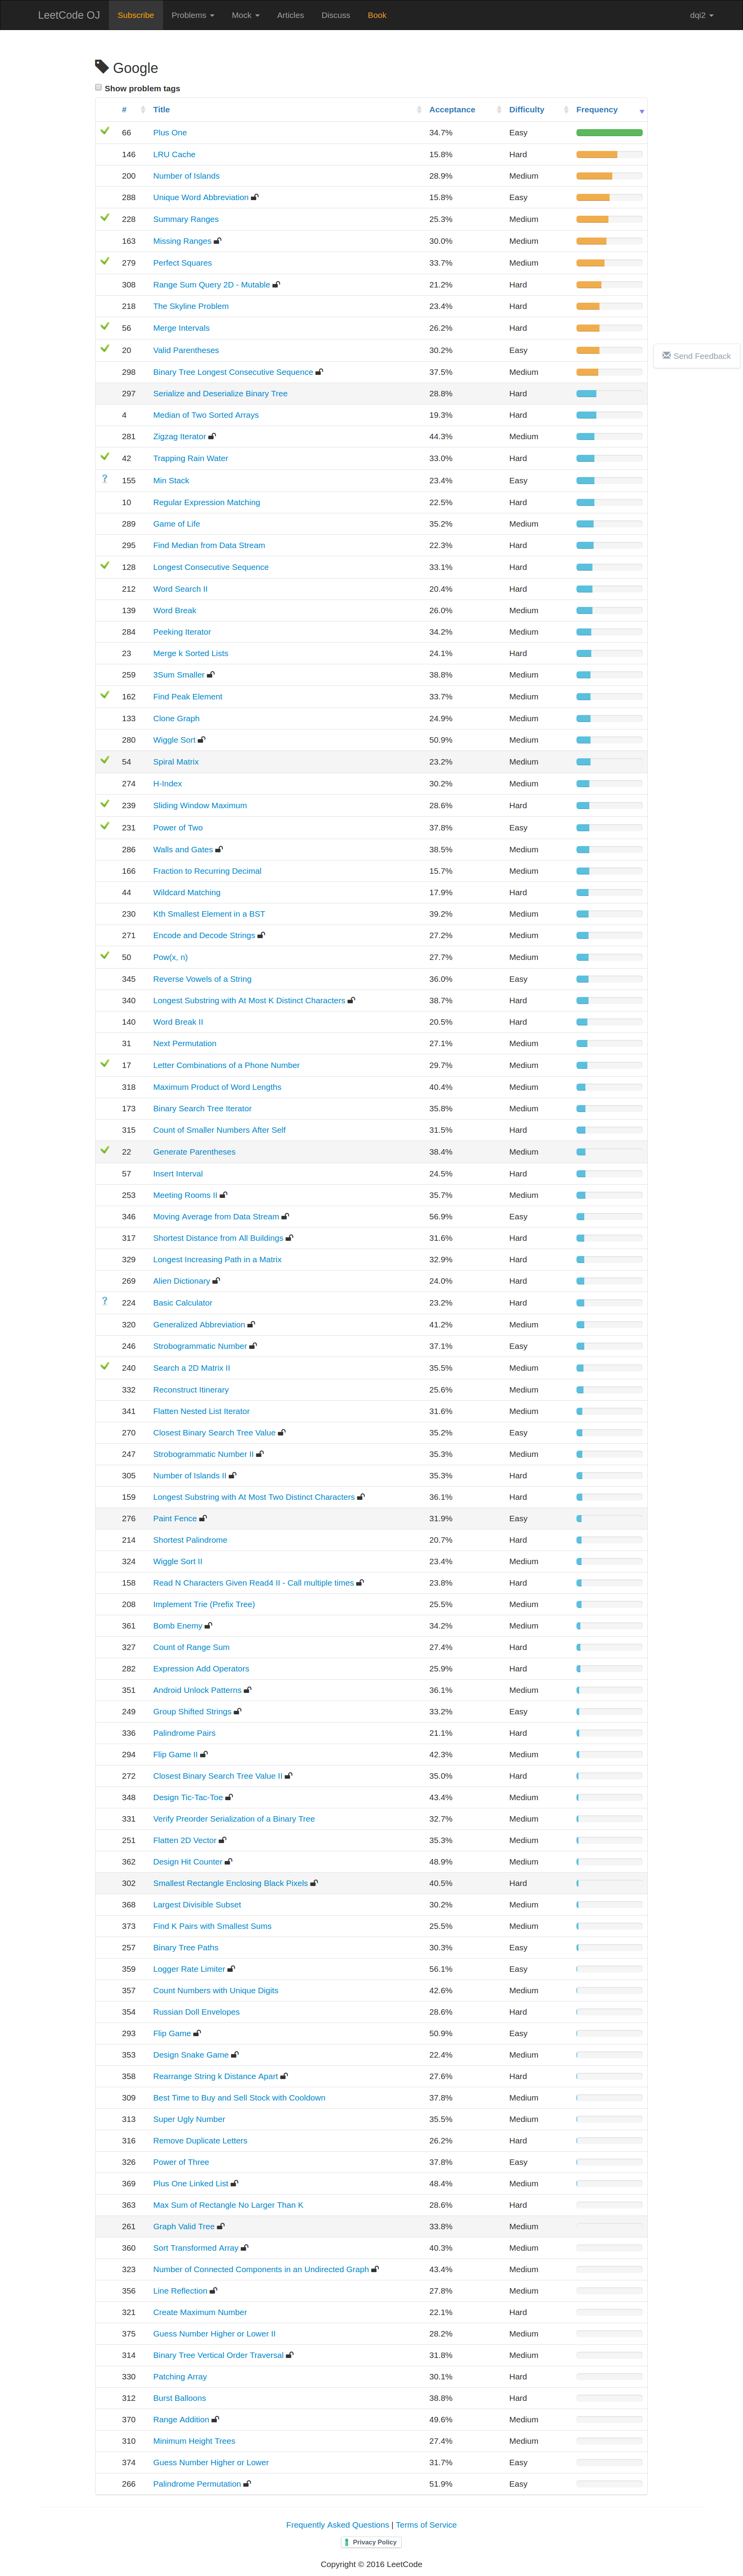 LeetCode OJ Subscribe Problems Mock Articles Discuss Book dqi2
Google
Show problem tags
# Title Acceptance Difficulty Frequency
66 Plus One 34.7% Easy
146 LRU Cache 15.8% Hard
200 Number of Islands 28.9% Medium
288 Unique Word Abbreviation 15.8% Easy
228 Summary Ranges 25.3% Medium
163 Missing Ranges 30.0% Medium
279 Perfect Squares 33.7% Medium
308 Range Sum Query 2D - Mutable 21.2% Hard
218 The Skyline Problem 23.4% Hard
56 Merge Intervals 26.2% Hard
20 Valid Parentheses 30.2% Easy
Send Feedback
298 Binary Tree Longest Consecutive Sequence 37.5% Medium
297 Serialize and Deserialize Binary Tree 28.8% Hard
4 Median of Two Sorted Arrays 19.3% Hard
281 Zigzag Iterator 44.3% Medium
42 Trapping Rain Water 33.0% Hard
? 155 Min Stack 23.4% Easy
10 Regular Expression Matching 22.5% Hard
289 Game of Life 35.2% Medium
295 Find Median from Data Stream 22.3% Hard
128 Longest Consecutive Sequence 33.1% Hard
212 Word Search II 20.4% Hard
139 Word Break 26.0% Medium
284 Peeking Iterator 34.2% Medium
23 Merge k Sorted Lists 24.1% Hard
259 3Sum Smaller 38.8% Medium
162 Find Peak Element 33.7% Medium
133 Clone Graph 24.9% Medium
280 Wiggle Sort 50.9% Medium
54 Spiral Matrix 23.2% Medium
274 H-Index 30.2% Medium
239 Sliding Window Maximum 28.6% Hard
231 Power of Two 37.8% Easy
286 Walls and Gates 38.5% Medium
166 Fraction to Recurring Decimal 15.7% Medium
44 Wildcard Matching 17.9% Hard
230 Kth Smallest Element in a BST 39.2% Medium
271 Encode and Decode Strings 27.2% Medium
50 Pow(x, n) 27.7% Medium
345 Reverse Vowels of a String 36.0% Easy
340 Longest Substring with At Most K Distinct Characters 38.7% Hard
140 Word Break II 20.5% Hard
31 Next Permutation 27.1% Medium
17 Letter Combinations of a Phone Number 29.7% Medium
318 Maximum Product of Word Lengths 40.4% Medium
173 Binary Search Tree Iterator 35.8% Medium
315 Count of Smaller Numbers After Self 31.5% Hard
22 Generate Parentheses 38.4% Medium
57 Insert Interval 24.5% Hard
253 Meeting Rooms II 35.7% Medium
346 Moving Average from Data Stream 56.9% Easy
317 Shortest Distance from All Buildings 31.6% Hard
329 Longest Increasing Path in a Matrix 32.9% Hard
269 Alien Dictionary 24.0% Hard
? 224 Basic Calculator 23.2% Hard
320 Generalized Abbreviation 41.2% Medium
246 Strobogrammatic Number 37.1% Easy
240 Search a 2D Matrix II 35.5% Medium
332 Reconstruct Itinerary 25.6% Medium
341 Flatten Nested List Iterator 31.6% Medium
270 Closest Binary Search Tree Value 35.2% Easy
247 Strobogrammatic Number II 35.3% Medium
305 Number of Islands II 35.3% Hard
159 Longest Substring with At Most Two Distinct Characters 36.1% Hard
276 Paint Fence 31.9% Easy
214 Shortest Palindrome 20.7% Hard
324 Wiggle Sort II 23.4% Medium
158 Read N Characters Given Read4 II - Call multiple times 23.8% Hard
208 Implement Trie (Prefix Tree) 25.5% Medium
361 Bomb Enemy 34.2% Medium
327 Count of Range Sum 27.4% Hard
282 Expression Add Operators 25.9% Hard
351 Android Unlock Patterns 36.1% Medium
249 Group Shifted Strings 33.2% Easy
336 Palindrome Pairs 21.1% Hard
294 Flip Game II 42.3% Medium
272 Closest Binary Search Tree Value II 35.0% Hard
348 Design Tic-Tac-Toe 43.4% Medium
331 Verify Preorder Serialization of a Binary Tree 32.7% Medium
251 Flatten 2D Vector 35.3% Medium
362 Design Hit Counter 48.9% Medium
302 Smallest Rectangle Enclosing Black Pixels 40.5% Hard
368 Largest Divisible Subset 30.2% Medium
373 Find K Pairs with Smallest Sums 25.5% Medium
257 Binary Tree Paths 30.3% Easy
359 Logger Rate Limiter 56.1% Easy
357 Count Numbers with Unique Digits 42.6% Medium
354 Russian Doll Envelopes 28.6% Hard
293 Flip Game 50.9% Easy
353 Design Snake Game 22.4% Medium
358 Rearrange String k Distance Apart 27.6% Hard
309 Best Time to Buy and Sell Stock with Cooldown 37.8% Medium
313 Super Ugly Number 35.5% Medium
316 Remove Duplicate Letters 26.2% Hard
326 Power of Three 37.8% Easy
369 Plus One Linked List 48.4% Medium
363 Max Sum of Rectangle No Larger Than K 28.6% Hard
261 Graph Valid Tree 33.8% Medium
360 Sort Transformed Array 40.3% Medium
323 Number of Connected Components in an Undirected Graph 43.4% Medium
356 Line Reflection 27.8% Medium
321 Create Maximum Number 22.1% Hard
375 Guess Number Higher or Lower II 28.2% Medium
314 Binary Tree Vertical Order Traversal 31.8% Medium
330 Patching Array 30.1% Hard
312 Burst Balloons 38.8% Hard
370 Range Addition 49.6% Medium
310 Minimum Height Trees 27.4% Medium
374 Guess Number Higher or Lower 31.7% Easy
266 Palindrome Permutation 51.9% Easy
Frequently Asked Questions | Terms of Service
Privacy Policy
Copyright © 2016 LeetCode